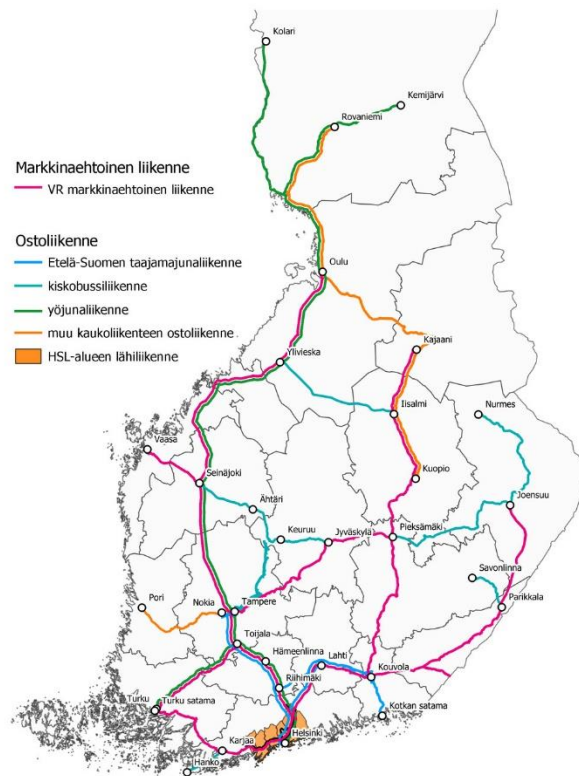 Kolari
Kemijärvi
Rovaniemi
Markkinaehtoinen liikenne
VR markkinaehtoinen liikenne
Ostoliikenne
Etelä-Suomen taajamajunaliikenne
kiskobussiliikenne
yöjunaliikenne
muu kaukoliikenteen ostoliikenne
HSL-alueen lähiliikenne
Oulu
Kajaani
Ylivieska
Iisalmi
Nurmes
Vaasa
Seinäjoki
Kuopio
Ähtäri
Joensuu
Keuruu
Jyväskylä
Pieksämäki
Savonlinna
Pori
Nokia
Tampere
Parikkala
Toijala
Hämeenlinna
Lahti
Kouvola
Riihimäki
Turku
Turku satama
Kotkan satama
Karjaa
Helsinki
Hanko